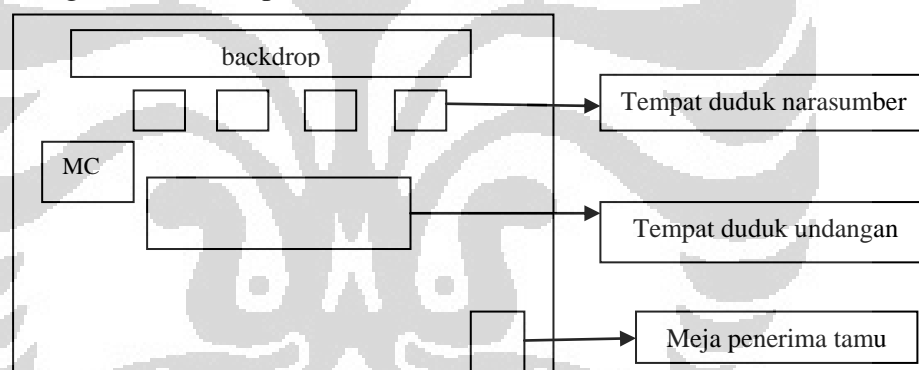 backdrop
Tempat duduk narasumber
MC
Tempat duduk undangan
Meja penerima tamu